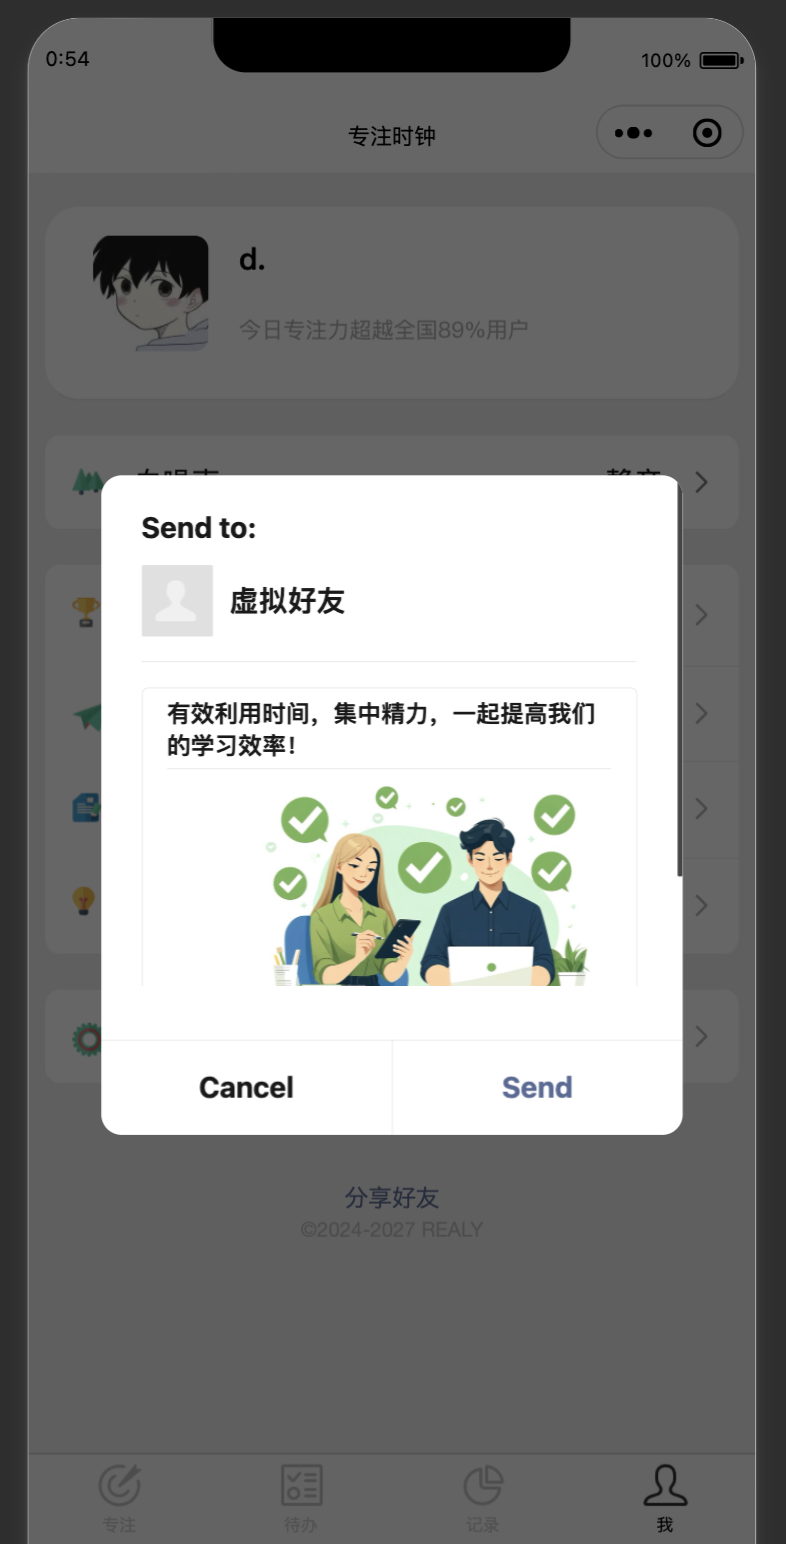 0:54
100%
专注时钟
d.
今日专注力超越全国89%用户
Send to:
虚拟好友
有效利用时间，集中精力，一起提高我们
的学习效率！
Cancel
Send
分享好友
©2024-2027 REALY
专注
待办
记录
我